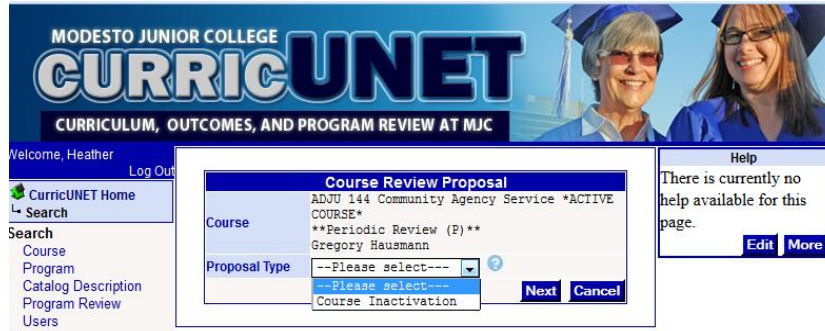 MODESTO JUNIOR COLLEGE
CURRICUNET
CURRICULUM, OUTCOMES, AND PROGRAM REVIEW AT MJC
Welcome, Heather
Log Out
CurricUNET Home
Search
Search
Course
Program
Catalog Description
Program Review
Users
Course Review Proposal
Course
ADJU 144 Community Agency Service *ACTIVE
COURSE*
**Periodic Review (P)**
Gregory Hausmann
Proposal Type
--Please select---
?
--Please select---
Course Inactivation
Next Cancel
Help
There is currently no
help available for this
page.
Edit More